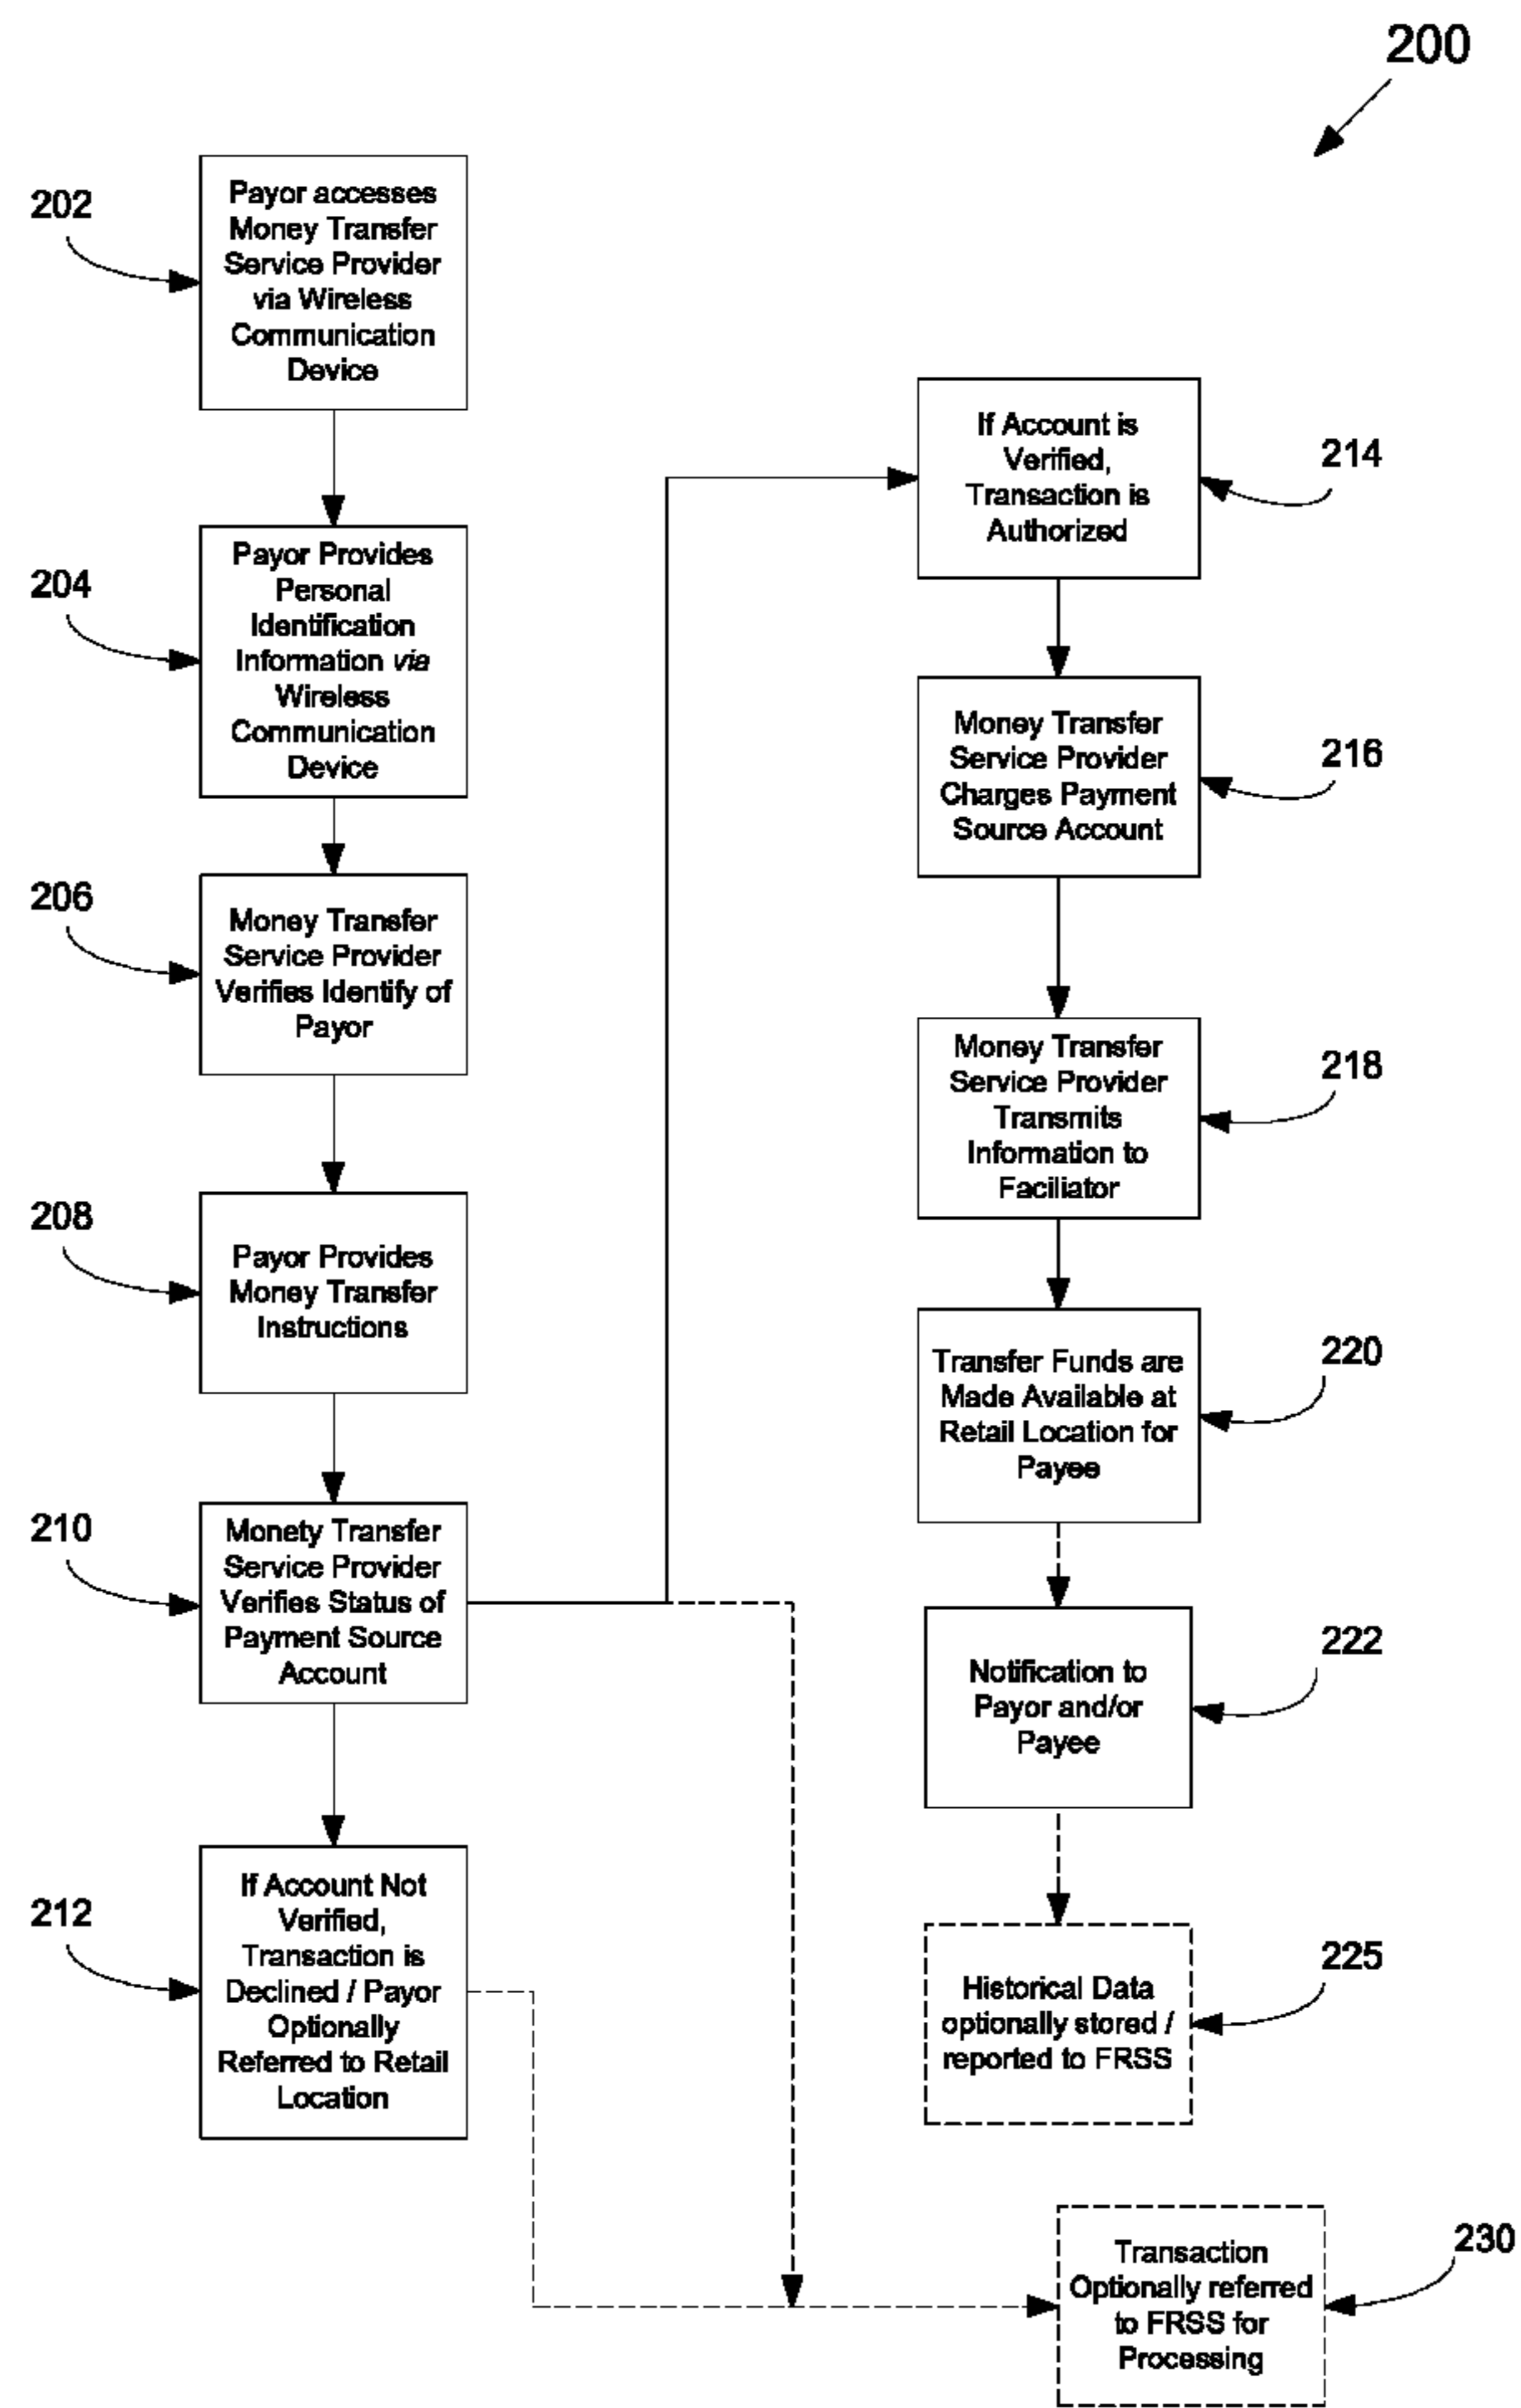 200
202
Payor accesses
Money Transfer
Service Provider
via Wireless
Communication
Device
204
Payor Provides
Personal
Identification
Information via
Wireless
Communication
Device
206
Money Transfer
Service Provider
Verifies Identify of
Payor
208
Payor Provides
Money Transfer
Instructions
210
Monety Transfer
Service Provider
Verifies Status of
Payment Source
Account
212
If Account Not
Verified,
Transaction is
Declined / Payor
Optionally
Referred to Retail
Location
If Account is
Verified,
Transaction is
Authorized
214
Money Transfer
Service Provider
Charges Payment
Source Account
216
Money Transfer
Service Provider
Transmits
Information to
Faciliator
218
Transfer Funds are
Made Available at
Retail Location for
Payee
220
Notification to
Payor and/or
Payee
222
Historical Data
optionally stored /
reported to FRSS
225
Transaction
Optionally referred
to FRSS for
Processing
230